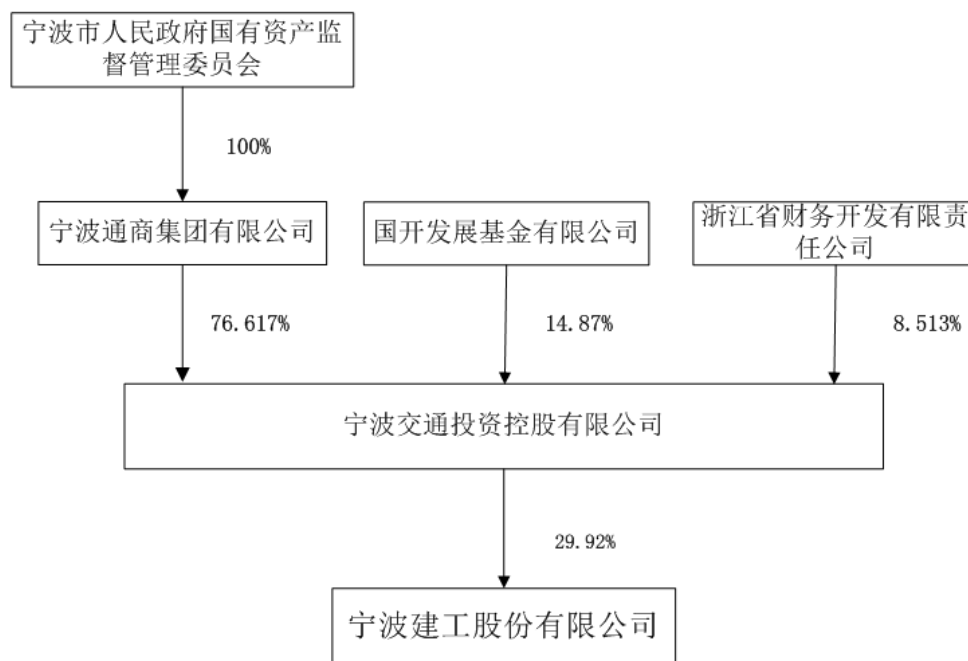 宁波市人民政府国有资产监
督管理委员会
100%
宁波通商集团有限公司
国开发展基金有限公司
浙江省财务开发有限责
任公司
76.617%
14.87%
8.513%
宁波交通投资控股有限公司
29.92%
宁波建工股份有限公司